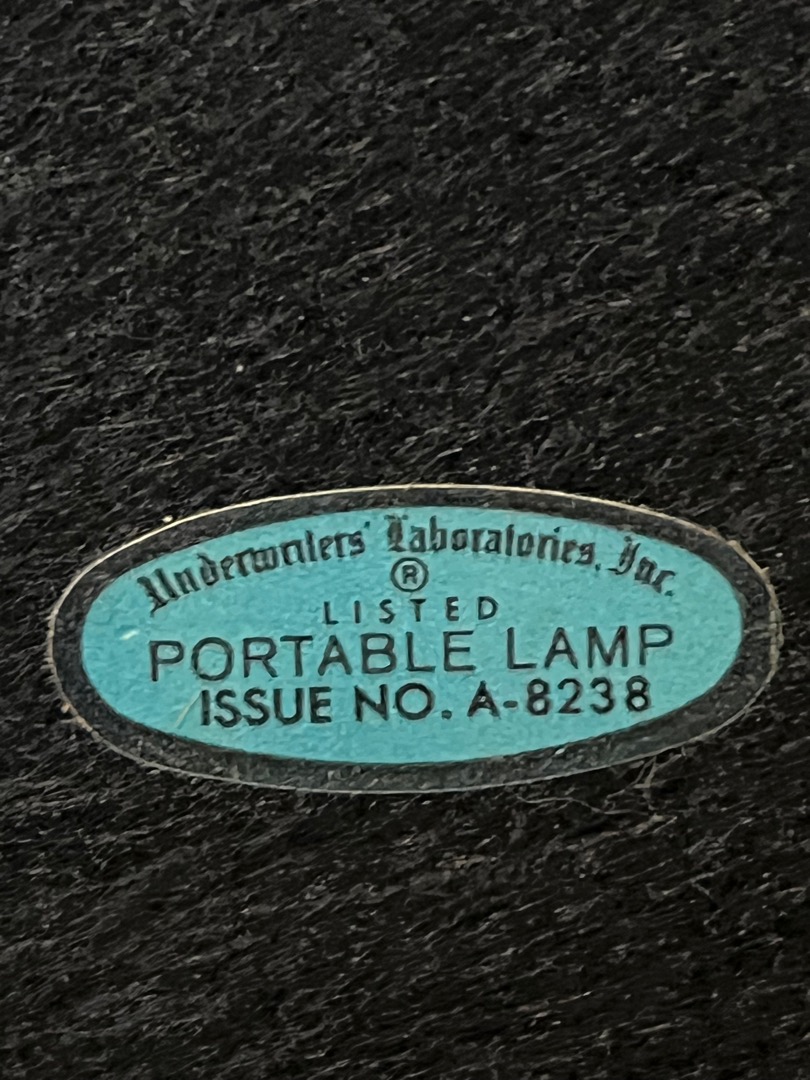 Underwriters' Laboratories, Inc.
®
LISTED
PORTABLE LAMP
ISSUE NO. A-8238